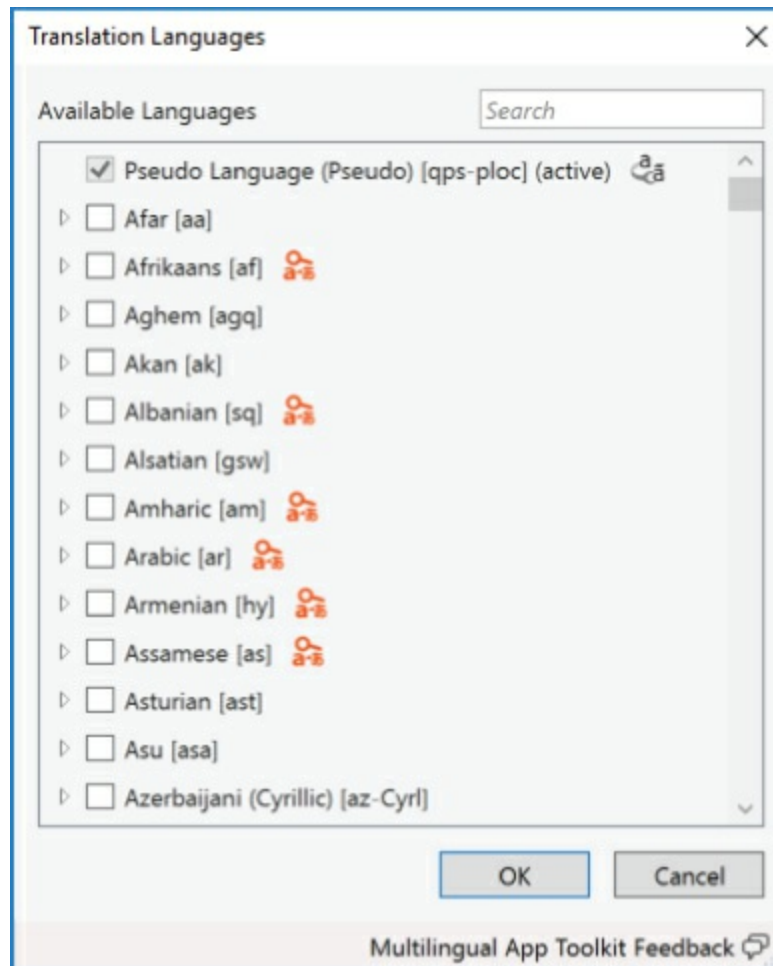 Translation Languages
Available Languages
Search
Pseudo Language (Pseudo) [qps-ploc] (active)
Afar [aa]
Afrikaans [af]
Aghem [agq]
Akan [ak]
Albanian [sq]
Alsatian [gsw]
Amharic [am]
Arabic [ar]
Armenian [hy]
Assamese [as]
Asturian [ast]
Asu [asa]
Azerbaijani (Cyrillic) [az-Cyrl]
OK
Cancel
Multilingual App Toolkit Feedback